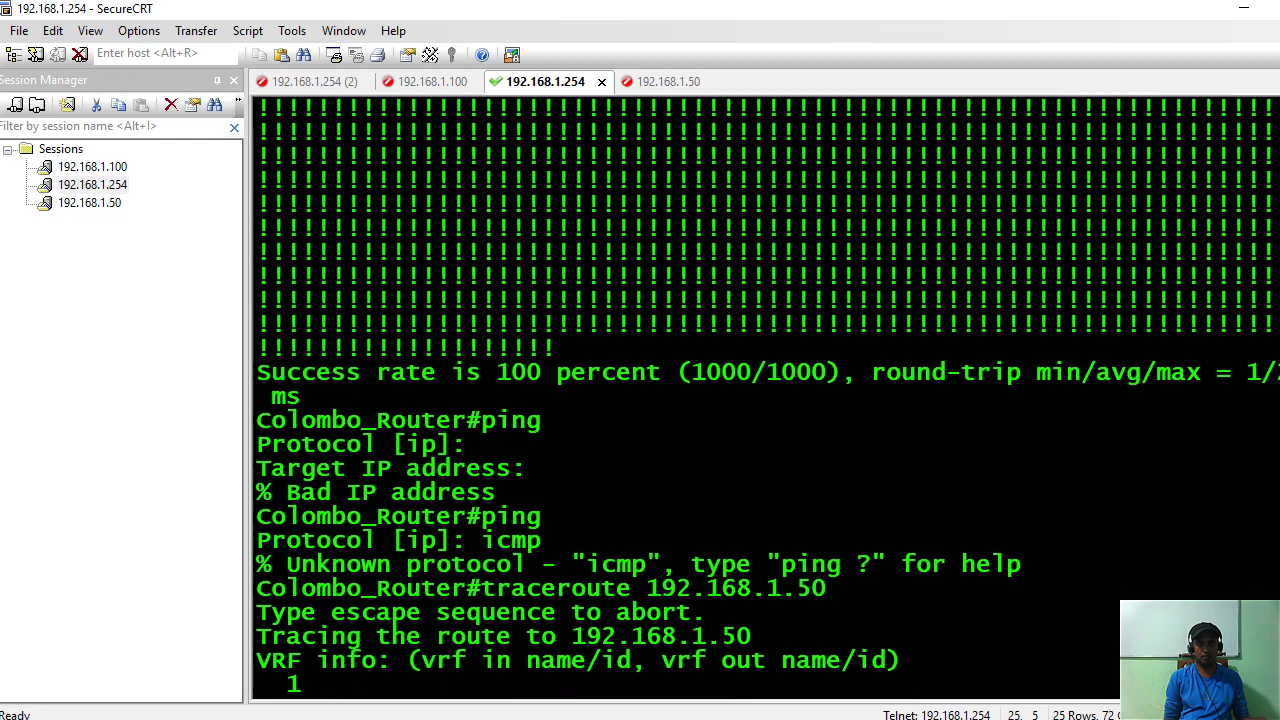 192.168.1.254 - SecureCRT
File Edit View Options Transfer Script Tools Window Help
Enter host <Alt+R>
Session Manager
192.168.1.254 (2) 192.168.1.100 192.168.1.254 192.168.1.50
Filter by session name <Alt+I>
Sessions
192.168.1.100
192.168.1.254
192.168.1.50
!!!!!!!!!!!!!!!!!!!!!!!!!!!!!!!!!!!!!!!!!!!!!!!!!!!!!!!!!!!!!!!!!!!!
!!!!!!!!!!!!!!!!!!!!!!!!!!!!!!!!!!!!!!!!!!!!!!!!!!!!!!!!!!!!!!!!!!!!
!!!!!!!!!!!!!!!!!!!!!!!!!!!!!!!!!!!!!!!!!!!!!!!!!!!!!!!!!!!!!!!!!!!!
!!!!!!!!!!!!!!!!!!!!!!!!!!!!!!!!!!!!!!!!!!!!!!!!!!!!!!!!!!!!!!!!!!!!
!!!!!!!!!!!!!!!!!!!!!!!!!!!!!!!!!!!!!!!!!!!!!!!!!!!!!!!!!!!!!!!!!!!!
!!!!!!!!!!!!!!!!!!!!!!!!!!!!!!!!!!!!!!!!!!!!!!!!!!!!!!!!!!!!!!!!!!!!
!!!!!!!!!!!!!!!!!!!!!!!!!!!!!!!!!!!!!!!!!!!!!!!!!!!!!!!!!!!!!!!!!!!!
!!!!!!!!!!!!!!!!!!!!!!!!!!!!!!!!!!!!!!!!!!!!!!!!!!!!!!!!!!!!!!!!!!!!
!!!!!!!!!!!!!!!!!!!!!!!!!!!!!!!!!!!!!!!!!!!!!!!!!!!!!!!!!!!!!!!!!!!!
!!!!!!!!!!!!!!!!!!!!!!!!!!!!!!!!!!!!!!!!!!!!!!!!!!!!!!!!!!!!!!!!!!!!
!!!!!!!!!!!!!!!!!!!!
Success rate is 100 percent (1000/1000), round-trip min/avg/max = 1/
ms
Colombo_Router#ping
Protocol [ip]:
Target IP address:
% Bad IP address
Colombo_Router#ping
Protocol [ip]: icmp
% Unknown protocol - "icmp", type "ping ?" for help
Colombo_Router#traceroute 192.168.1.50
Type escape sequence to abort.
Tracing the route to 192.168.1.50
VRF info: (vrf in name/id, vrf out name/id)
1
Ready Telnet: 192.168.1.254 25, 5 25 Rows, 72